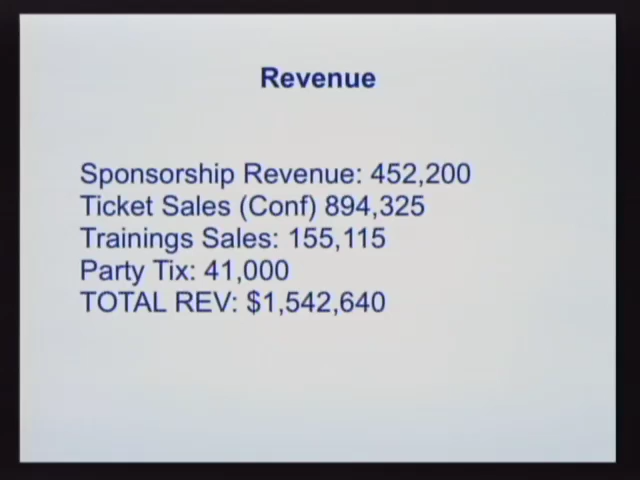 Revenue
Sponsorship Revenue: 452,200
Ticket Sales (Conf) 894,325
Trainings Sales: 155,115
Party Tix: 41,000
TOTAL REV: $1,542,640